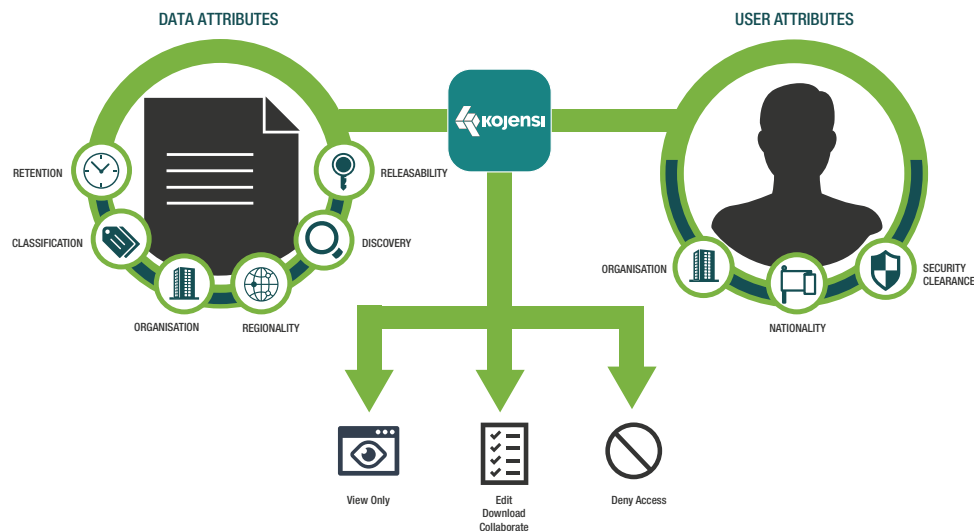 DATA ATTRIBUTES
USER ATTRIBUTES
KOJENSI
RETENTION
RELEASABILITY
CLASSIFICATION
DISCOVERY
ORGANISATION
REGIONALITY
ORGANISATION
SECURITY
CLEARANCE
NATIONALITY
View Only
Edit
Download
Collaborate
Deny Access